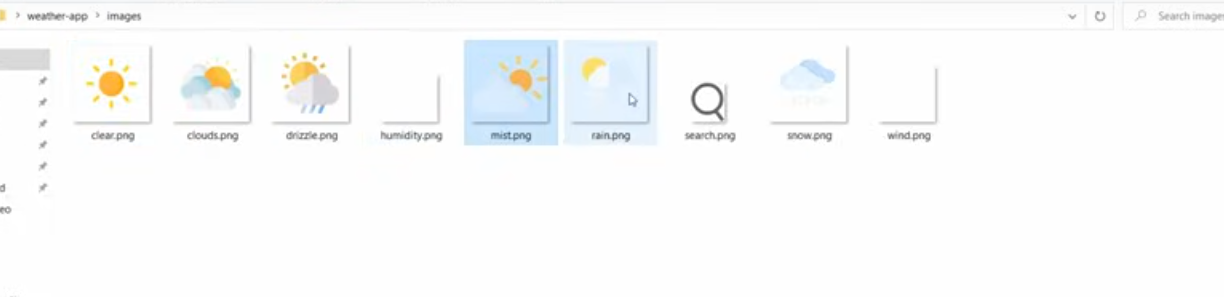 weather-app > images
Search images
clear.png
clouds.png
drizzle.png
humidity.png
mist.png
rain.png
search.png
snow.png
wind.png
d
eo